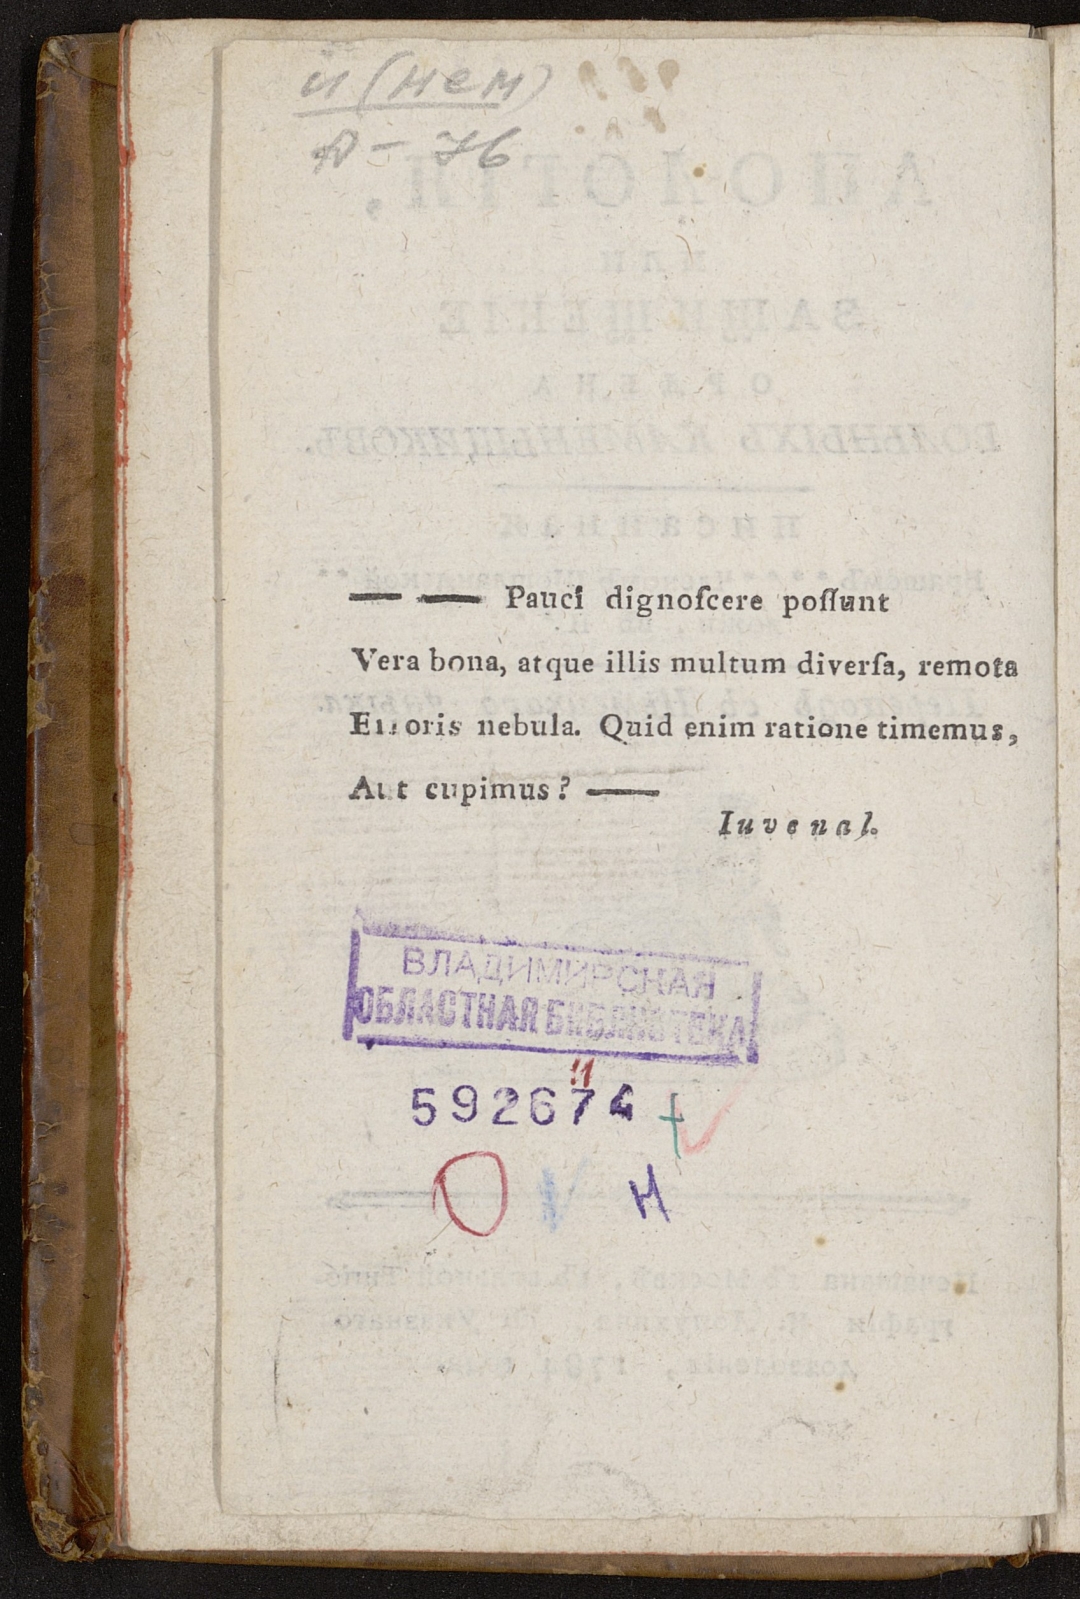 и (нем)
А-76
— — Pauci dignoſcere poſſunt
Vera bona, atque illis multum diverſa, remota
Erroris nebula. Quid enim ratione timemus,
Aut cupimus? —
Iuvenal.
ВЛАДИМИРСКАЯ
ОБЛАСТНАЯ БИБЛИОТЕКА
592674
И